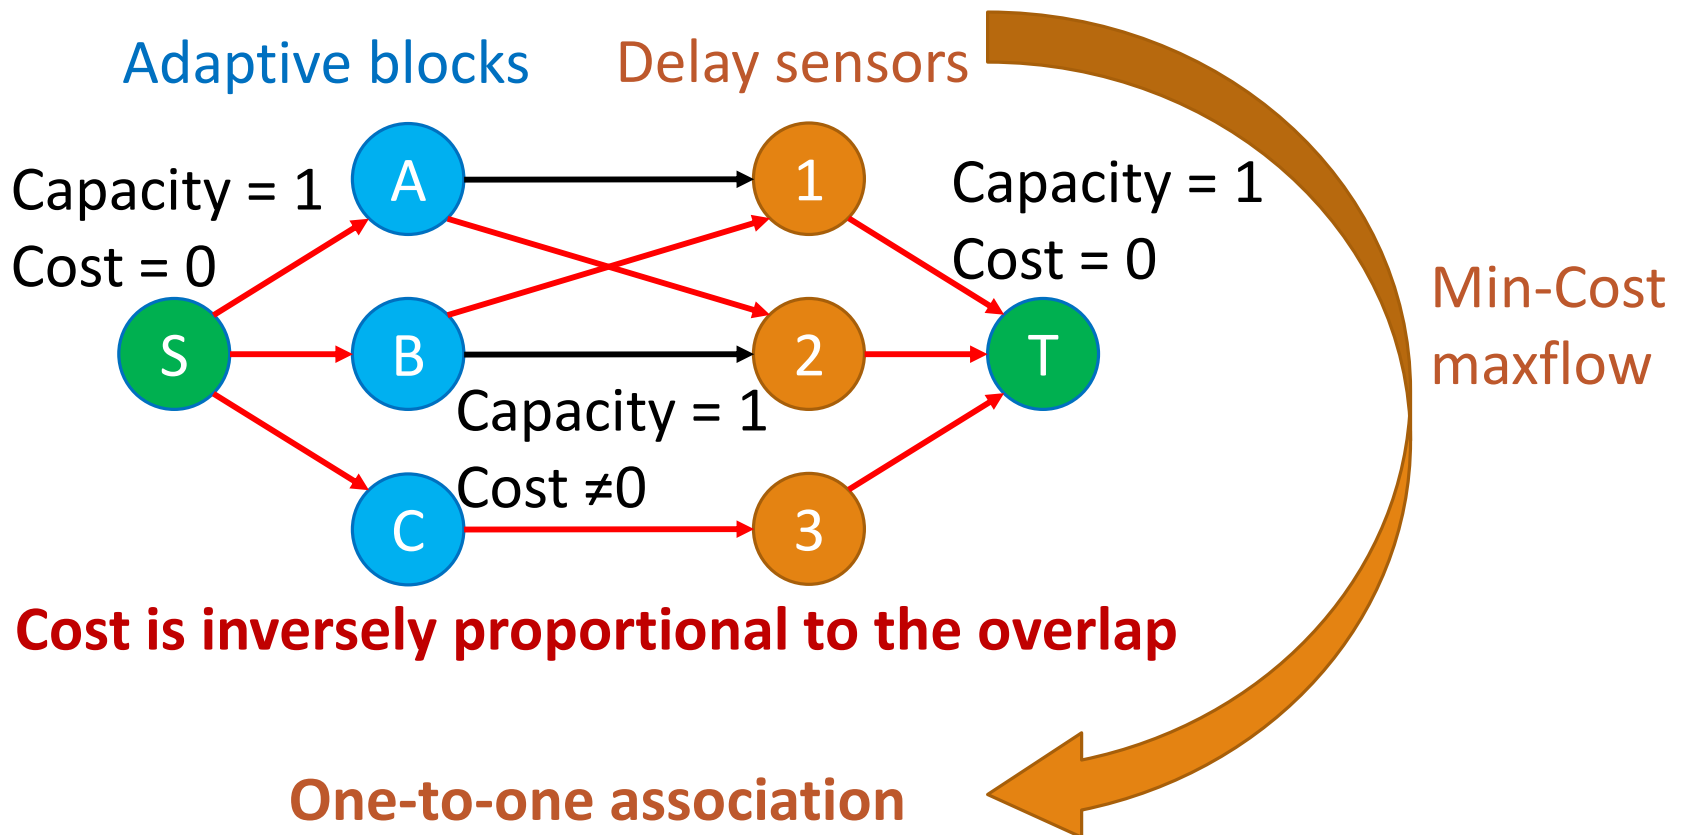 Adaptive blocks
Delay sensors
Capacity = 1
Cost = 0
A
1
Capacity = 1
Cost = 0
S
B
2
T
Min-Cost
maxflow
Capacity = 1
Cost ≠0
C
3
Cost is inversely proportional to the overlap
One-to-one association